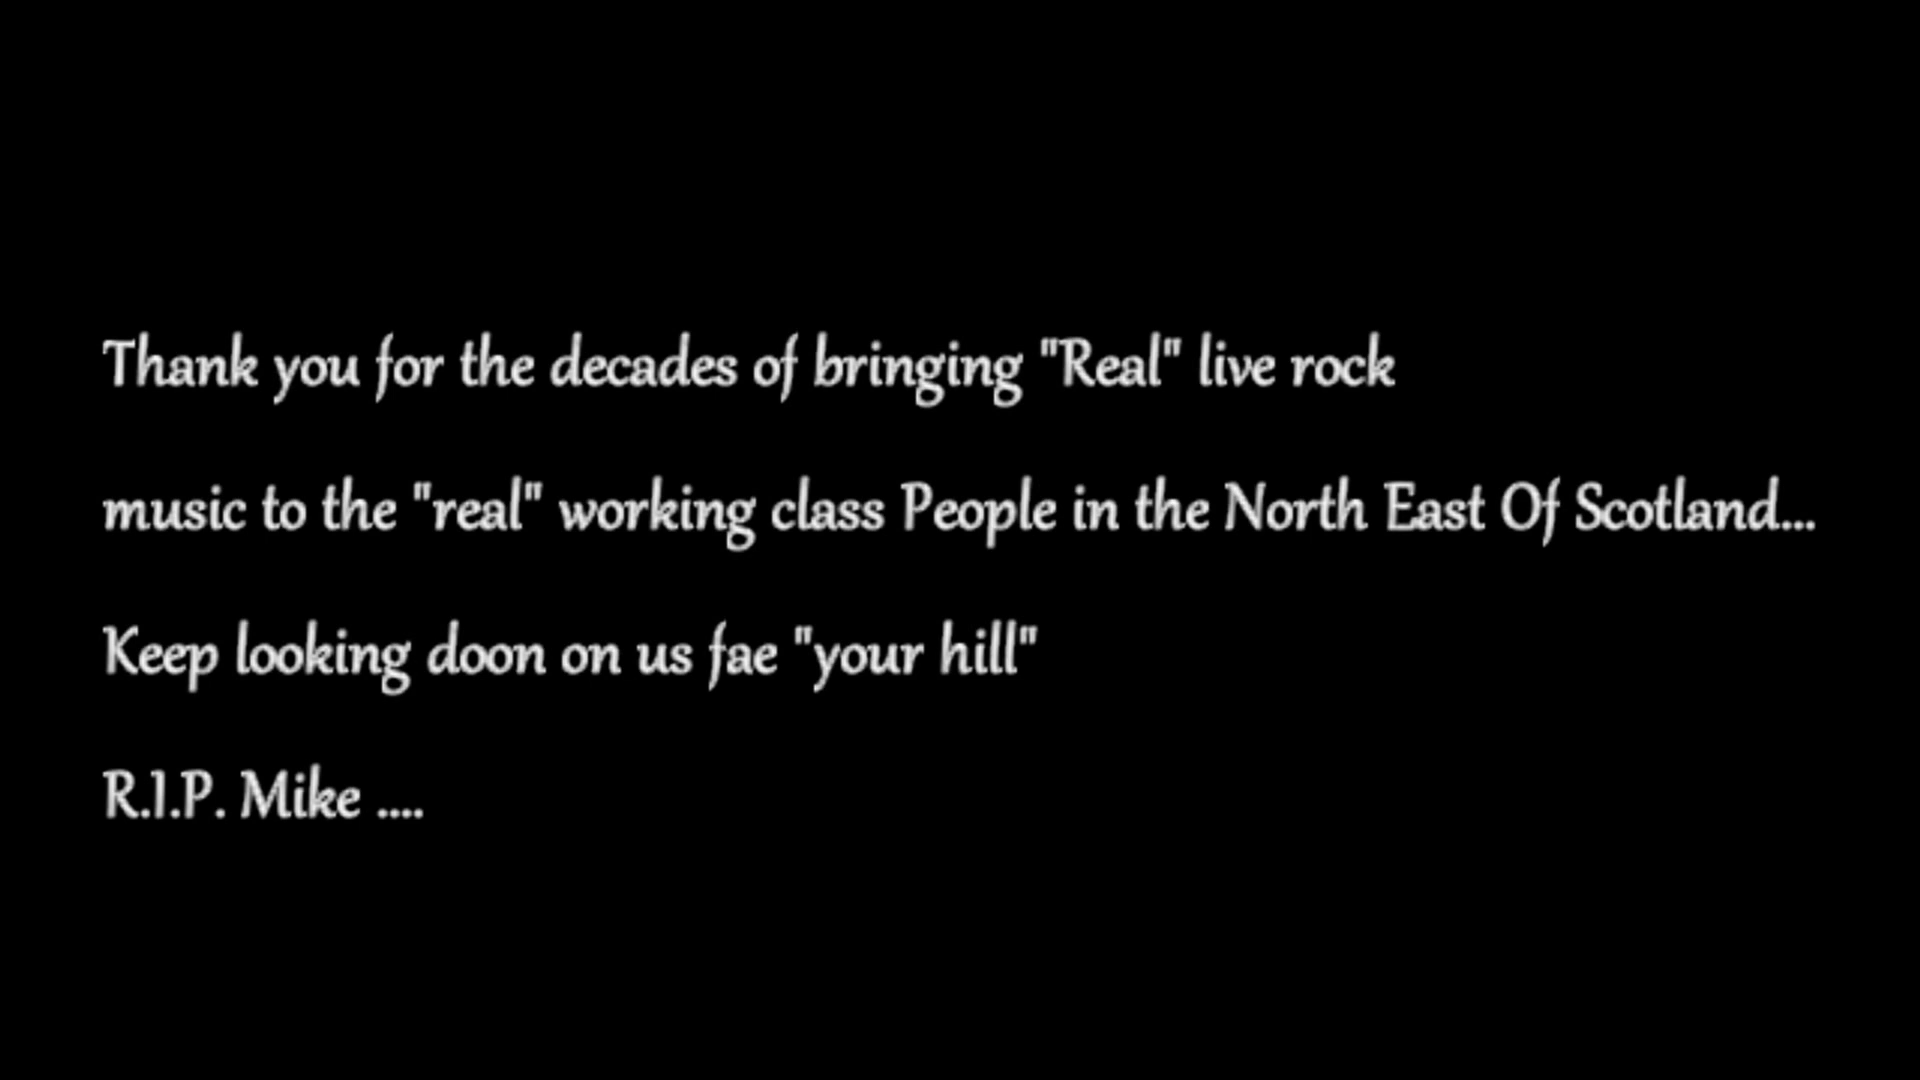 Thank you for the decades of bringing "Real" live rock
music to the "real" working class People in the North East Of Scotland...
Keep looking doon on us fae "your hill"
R.I.P. Mike ....